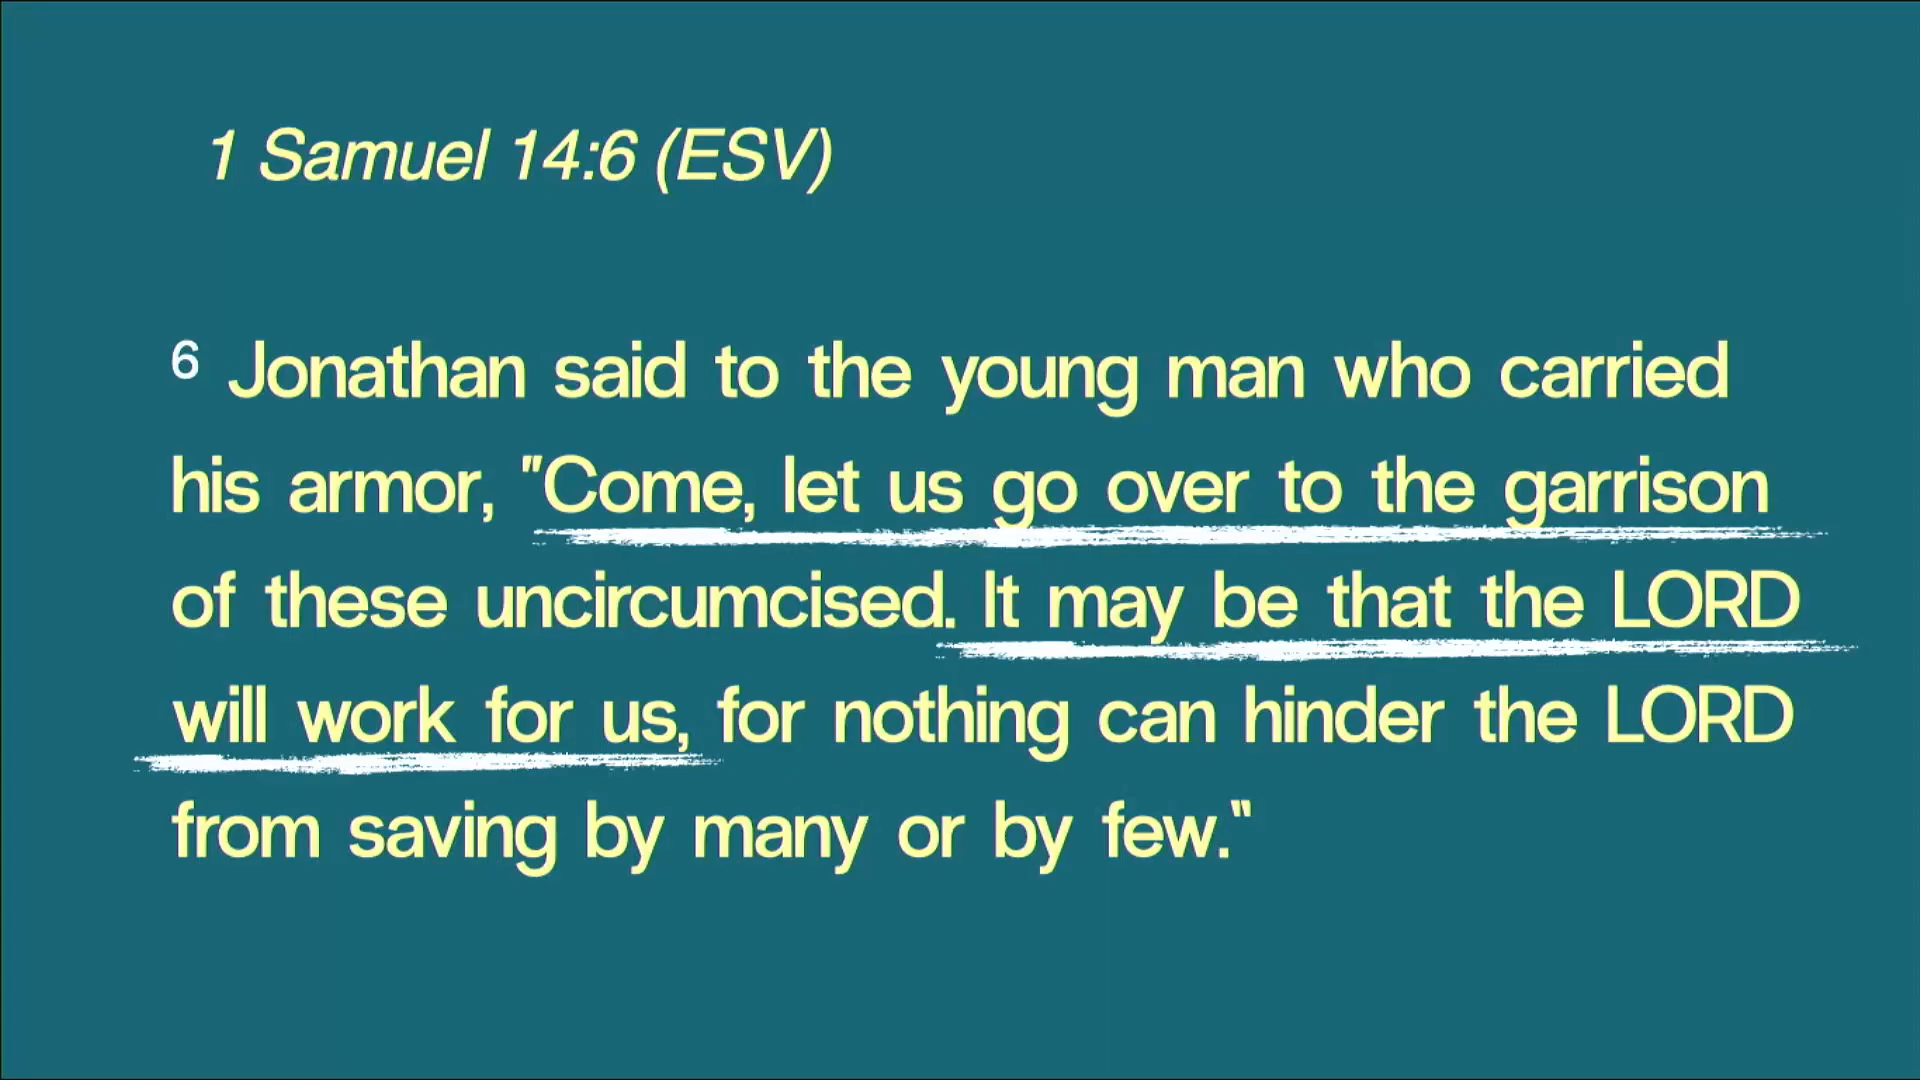 1 Samuel 14:6 (ESV)
6 Jonathan said to the young man who carried
his armor, "Come, let us go over to the garrison
of these uncircumcised. It may be that the LORD
will work for us, for nothing can hinder the LORD
from saving by many or by few."